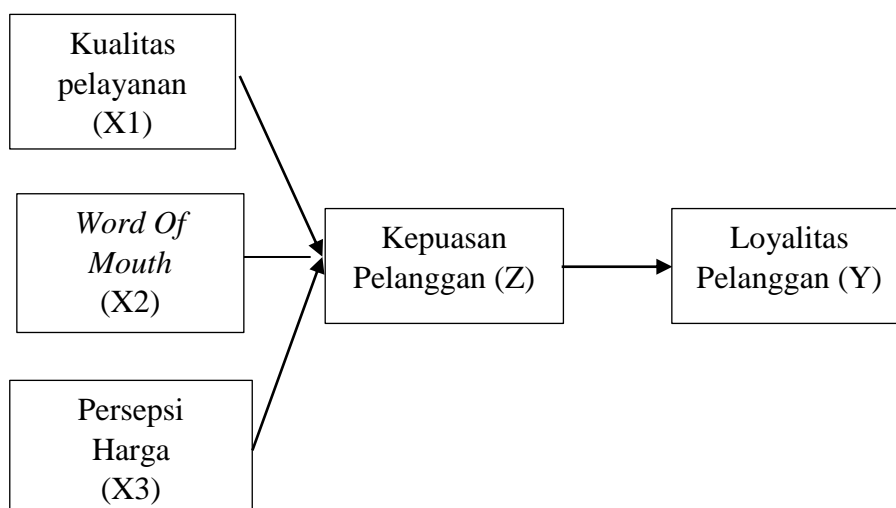 Kualitas
pelayanan
(X1)
Word Of
Mouth
(X2)
Persepsi
Harga
(X3)
Kepuasan
Pelanggan (Z)
Loyalitas
Pelanggan (Y)